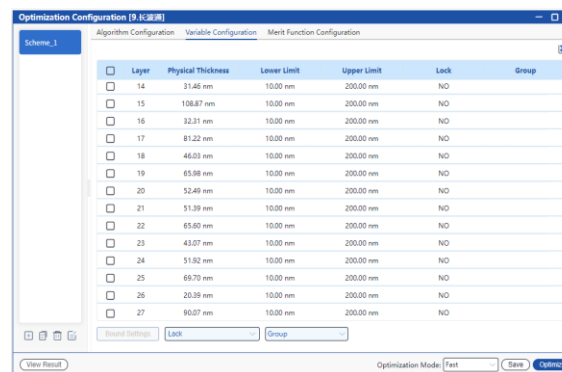 Optimization Configuration [9.长波通]
Scheme_1
Algorithm Configuration Variable Configuration Merit Function Configuration
Layer Physical Thickness Lower Limit Upper Limit Lock Group
14 31.46 nm 10.00 nm 200.00 nm NO
15 108.87 nm 10.00 nm 200.00 nm NO
16 32.31 nm 10.00 nm 200.00 nm NO
17 81.22 nm 10.00 nm 200.00 nm NO
18 46.03 nm 10.00 nm 200.00 nm NO
19 65.98 nm 10.00 nm 200.00 nm NO
20 52.49 nm 10.00 nm 200.00 nm NO
21 51.39 nm 10.00 nm 200.00 nm NO
22 65.60 nm 10.00 nm 200.00 nm NO
23 43.07 nm 10.00 nm 200.00 nm NO
24 51.92 nm 10.00 nm 200.00 nm NO
25 69.70 nm 10.00 nm 200.00 nm NO
26 20.39 nm 10.00 nm 200.00 nm NO
27 90.07 nm 10.00 nm 200.00 nm NO
Bound Settings Lock Group
View Result Optimization Mode: Fast Save Optimiz